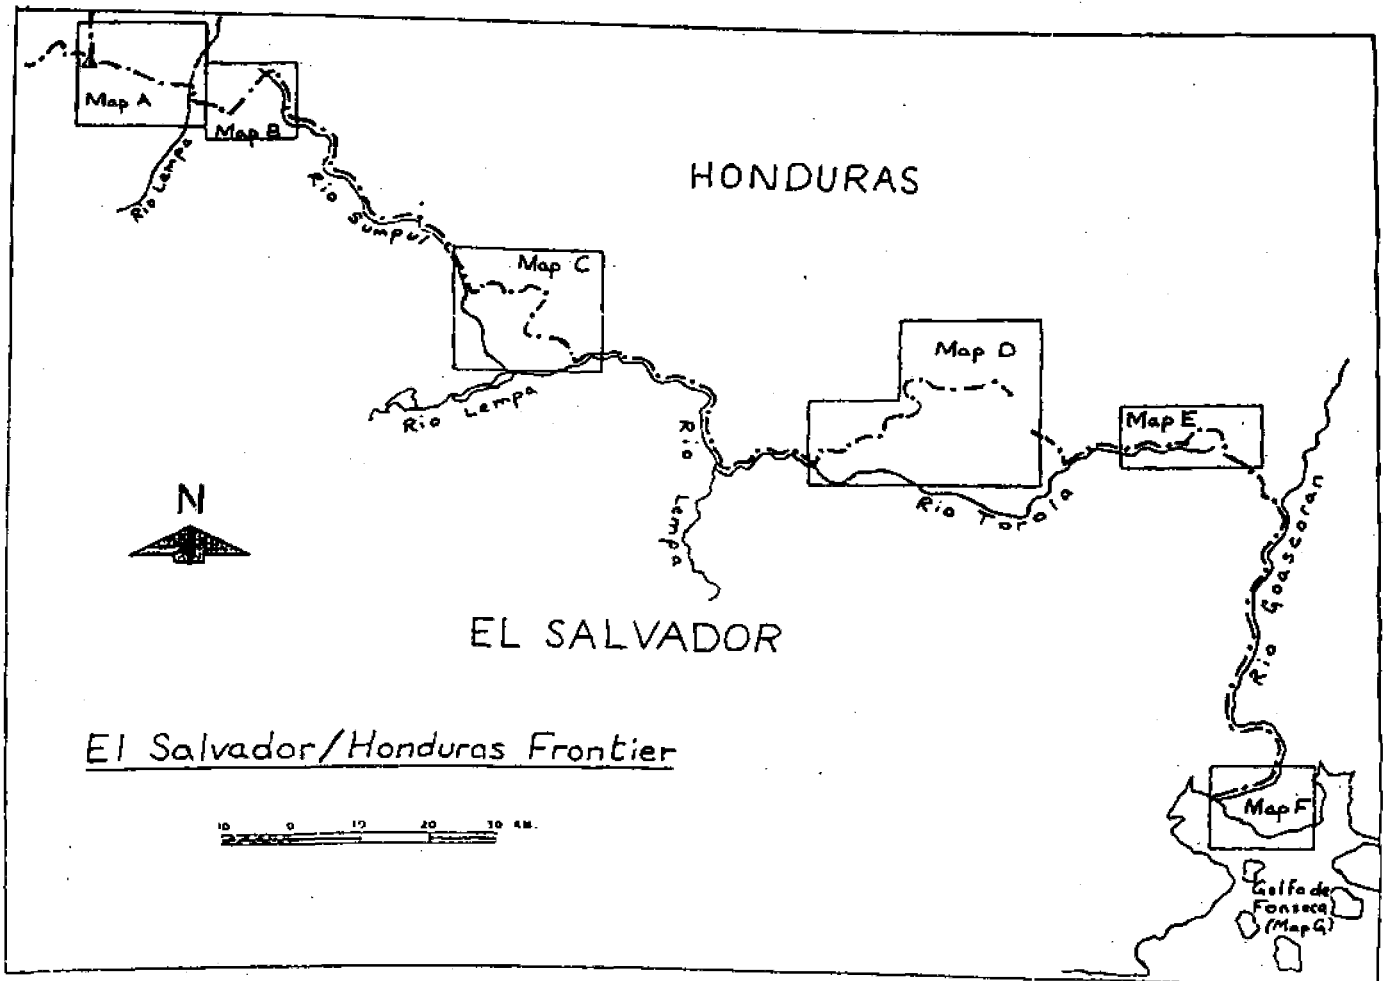 Map A
Map B
Rio Lempa
HONDURAS
Rio Sumpul
Map C
Map D
Rio Lempa
Map E
Rio
Lempa
Rio Torola
Rio Goascoran
N
EL SALVADOR
El Salvador/Honduras Frontier
10 0 10 20 30 KM.
Map F
Golfo de
Fonseca
(Map G)